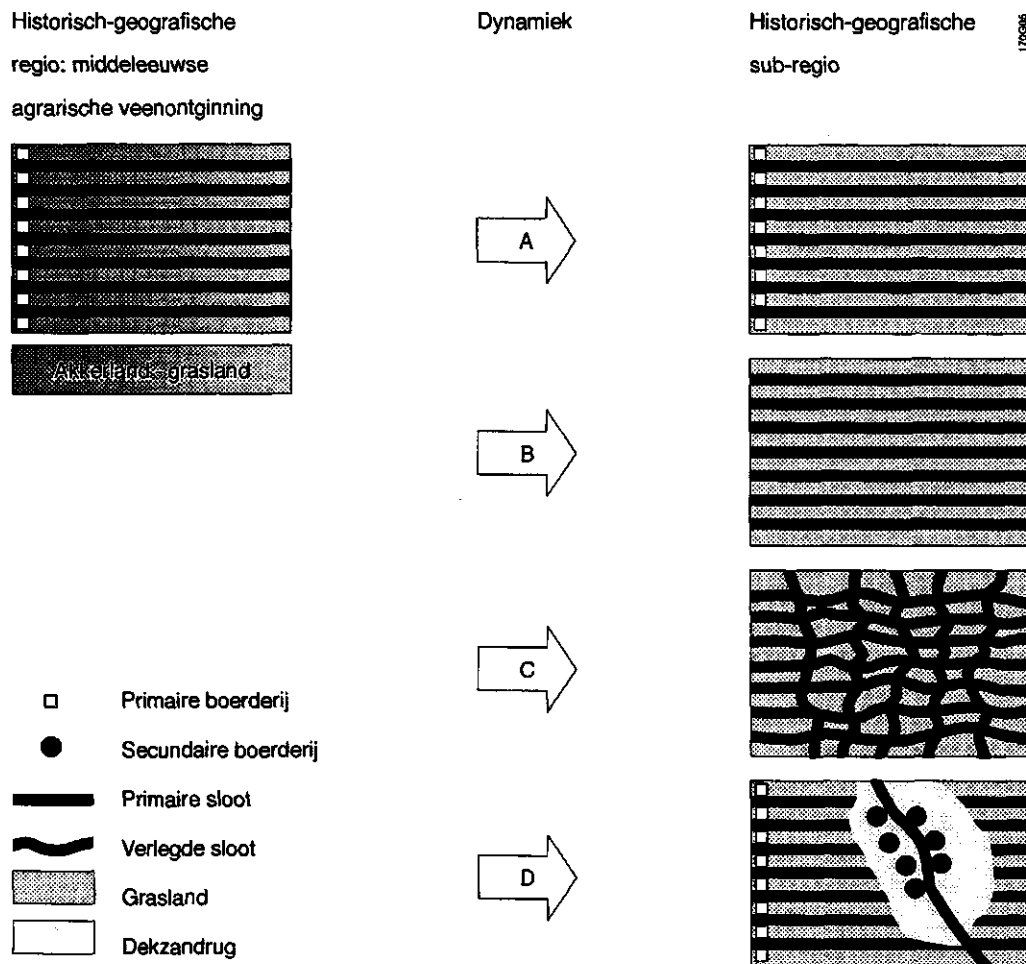 Historisch-geografische
regio: middeleeuwse
agrarische veenontginning
Dynamiek
Historisch-geografische
sub-regio
170G05
Akkerland - grasland
A
B
C
D
Primaire boerderij
Secundaire boerderij
Primaire sloot
Verlegde sloot
Grasland
Dekzandrug